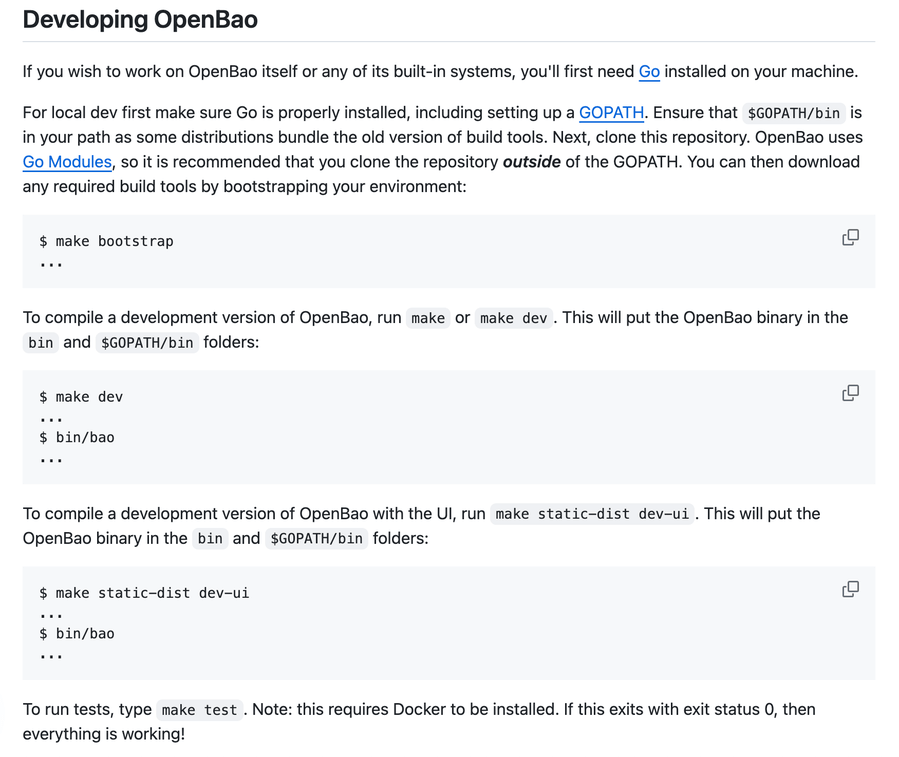 Developing OpenBao
If you wish to work on OpenBao itself or any of its built-in systems, you'll first need Go installed on your machine.
For local dev first make sure Go is properly installed, including setting up a GOPATH. Ensure that $GOPATH/bin is
in your path as some distributions bundle the old version of build tools. Next, clone this repository. OpenBao uses
Go Modules, so it is recommended that you clone the repository outside of the GOPATH. You can then download
any required build tools by bootstrapping your environment:
$ make bootstrap
...
To compile a development version of OpenBao, run make or make dev. This will put the OpenBao binary in the
bin and $GOPATH/bin folders:
$ make dev
...
$ bin/bao
...
To compile a development version of OpenBao with the UI, run make static-dist dev-ui. This will put the
OpenBao binary in the bin and $GOPATH/bin folders:
$ make static-dist dev-ui
...
$ bin/bao
...
To run tests, type make test. Note: this requires Docker to be installed. If this exits with exit status 0, then
everything is working!